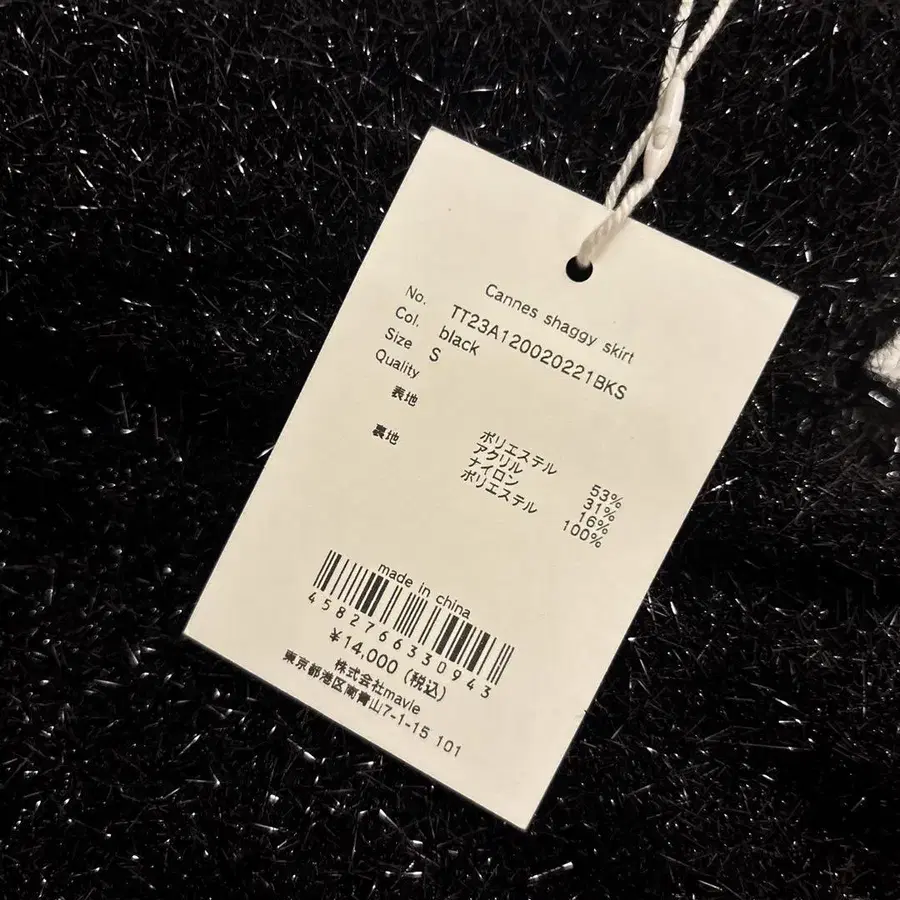 Cannes shaggy skirt
No. TT23A120020221BKS
Col. black
Size S
Quality
表地
ポリエステル 53%
アクリル 31%
ナイロン 16%
裏地 ポリエステル 100%
made in china
4582766330943
¥14,000 (税込)
株式会社mavie
東京都港区南青山7-1-15 101